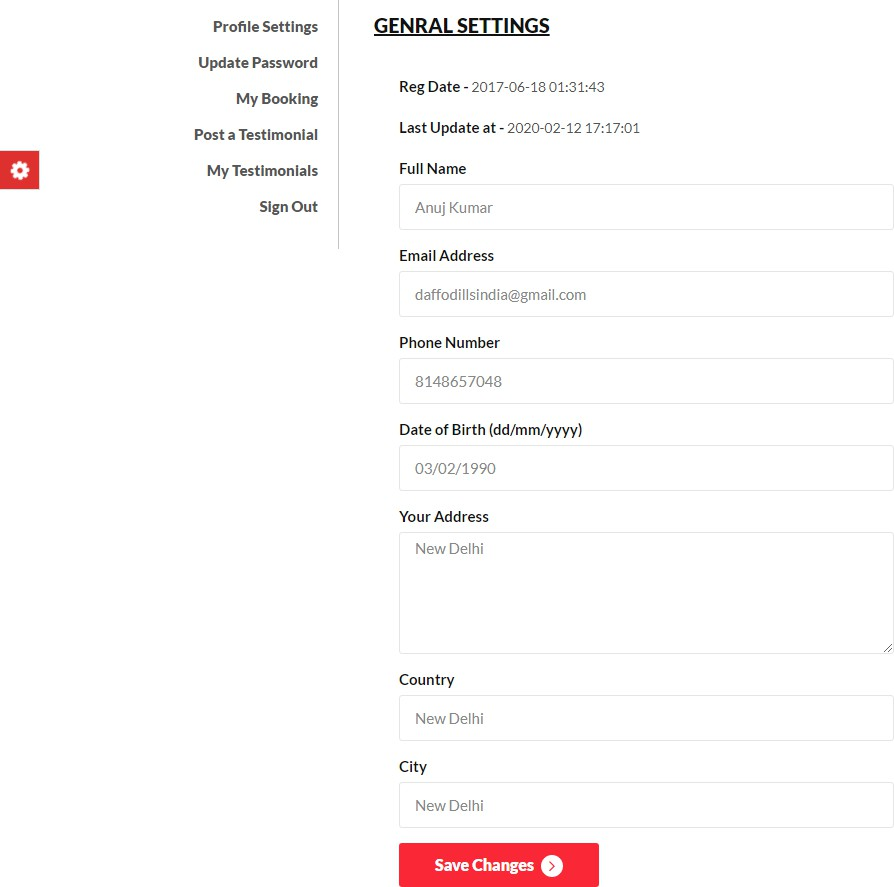 Profile Settings
Update Password
My Booking
Post a Testimonial
My Testimonials
Sign Out
GENRAL SETTINGS
Reg Date - 2017-06-18 01:31:43
Last Update at - 2020-02-12 17:17:01
Full Name
Anuj Kumar
Email Address
daffodillsindia@gmail.com
Phone Number
8148657048
Date of Birth (dd/mm/yyyy)
03/02/1990
Your Address
New Delhi
Country
New Delhi
City
New Delhi
Save Changes